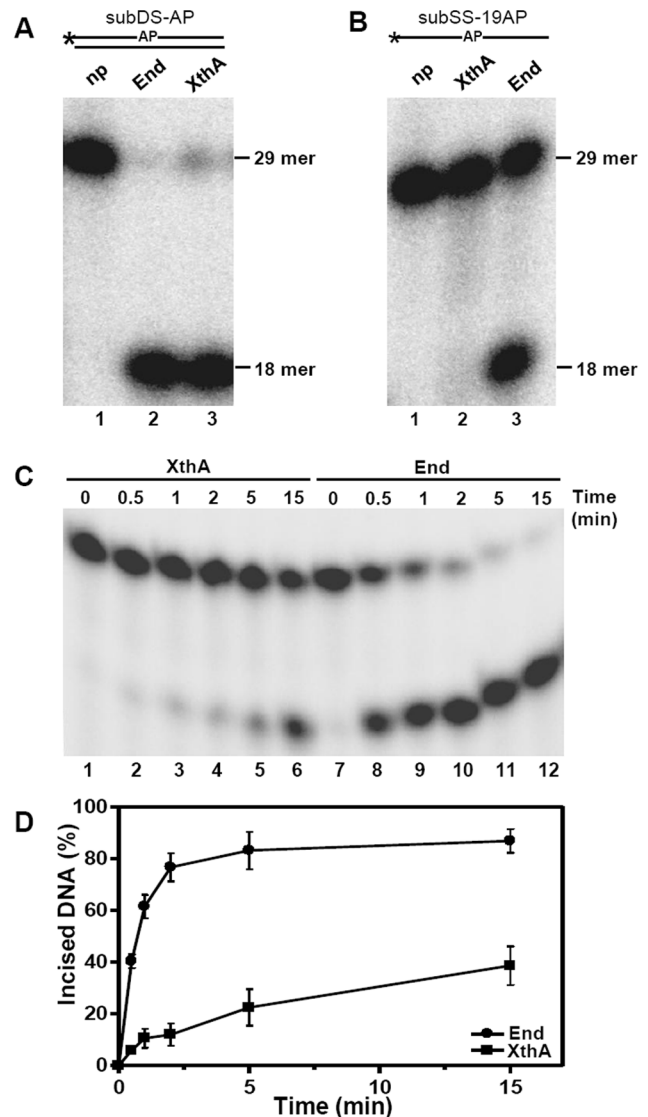 A
subDS-AP
*
AP
np End XthA
29 mer
18 mer
1 2 3
B
subSS-19AP
*
AP
np XthA End
29 mer
18 mer
1 2 3
C
XthA End
0 0.5 1 2 5 15 0 0.5 1 2 5 15 Time
(min)
1 2 3 4 5 6 7 8 9 10 11 12
D
Incised DNA (%)
100
80
60
40
20
0
0 5 10 15
Time (min)
End
XthA